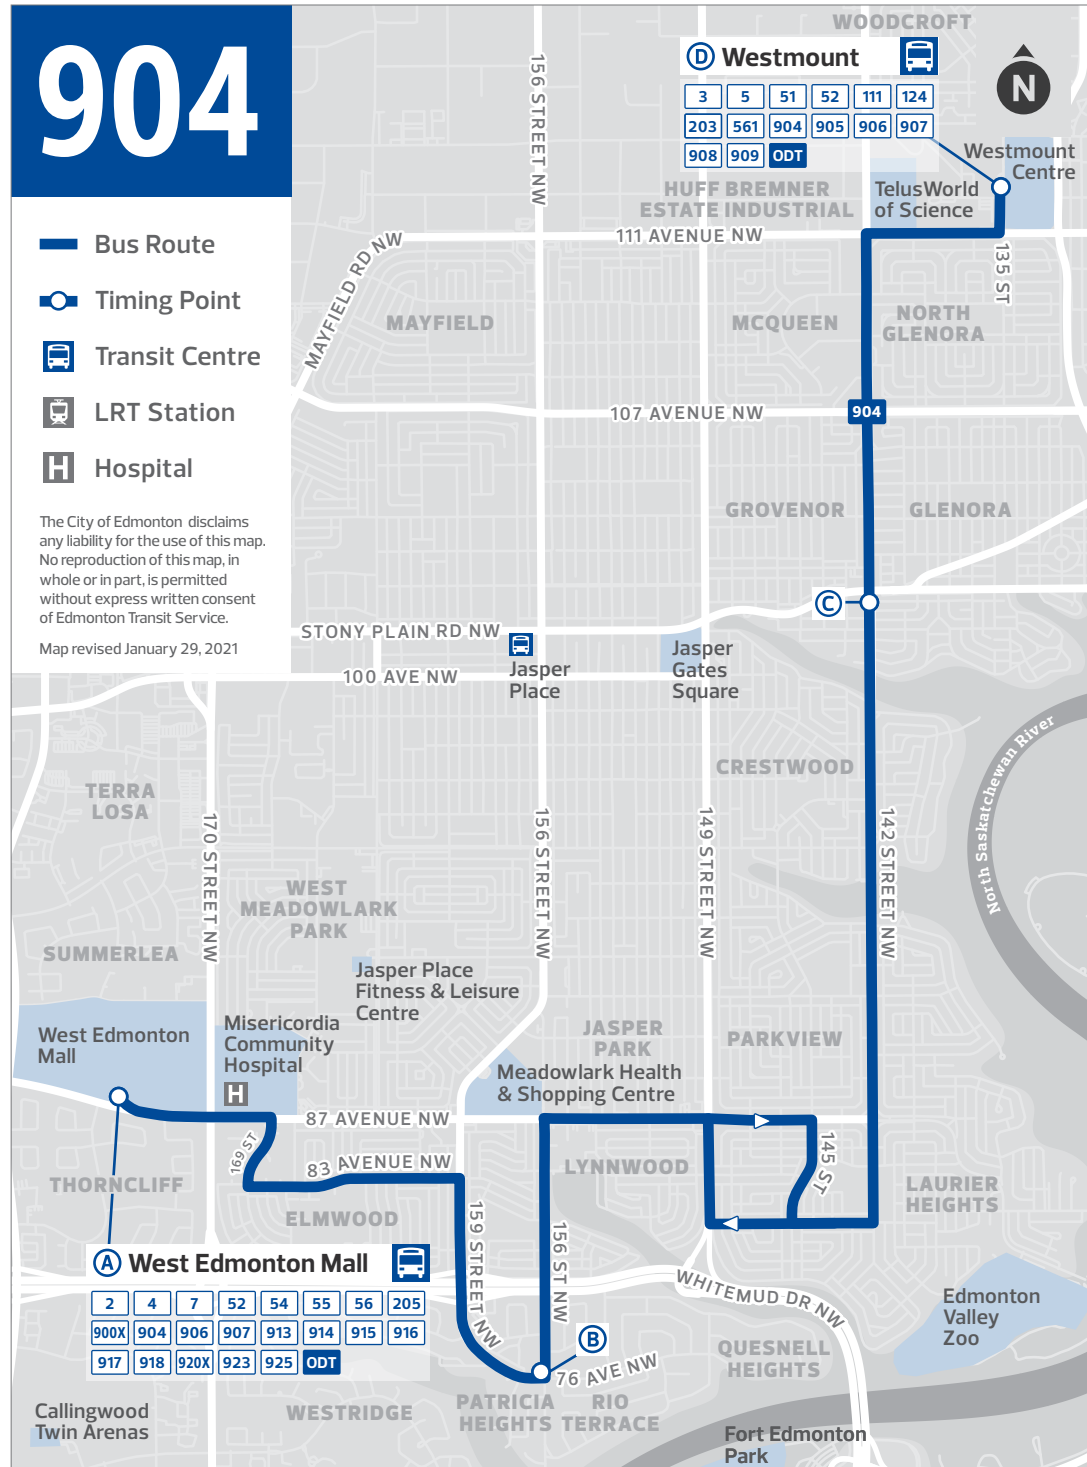 904
Bus Route
Timing Point
Transit Centre
LRT Station
H Hospital
The City of Edmonton disclaims
any liability for the use of this map.
No reproduction of this map, in
whole or in part, is permitted
without express written consent
of Edmonton Transit Service.
Map revised January 29, 2021
WOODCROFT
D Westmount
3 5 51 52 111 124
203 561 904 905 906 907
908 909 ODT
N
Westmount
Centre
TelusWorld
of Science
HUFF BREMNER
ESTATE INDUSTRIAL
156 STREET NW
111 AVENUE NW
135 ST
MAYFIELD RD NW
MAYFIELD
MCQUEEN
NORTH
GLENORA
107 AVENUE NW
904
GROVENOR
GLENORA
C
STONY PLAIN RD NW
Jasper
Place
Jasper
Gates
Square
100 AVE NW
CRESTWOOD
North Saskatchewan River
TERRA
LOSA
170 STREET NW
156 STREET NW
149 STREET NW
142 STREET NW
WEST
MEADOWLARK
PARK
SUMMERLEA
Jasper Place
Fitness & Leisure
Centre
West Edmonton
Mall
Misericordia
Community
Hospital
H
JASPER
PARK
PARKVIEW
Meadowlark Health
& Shopping Centre
87 AVENUE NW
169 ST
83 AVENUE NW
145 ST
LYNNWOOD
THORNCLIFF
ELMWOOD
LAURIER
HEIGHTS
159 STREET NW
156 ST NW
A West Edmonton Mall
2 4 7 52 54 55 56 205
900X 904 906 907 913 914 915 916
917 918 920X 923 925 ODT
WHITEMUD DR NW
Edmonton
Valley
Zoo
B
76 AVE NW
QUESNELL
HEIGHTS
PATRICIA
HEIGHTS
RIO
TERRACE
WESTRIDGE
Callingwood
Twin Arenas
Fort Edmonton
Park